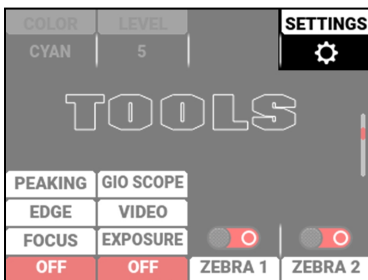 COLOR LEVEL SETTINGS
CYAN 5
TOOLS
PEAKING GIO SCOPE
EDGE VIDEO
FOCUS EXPOSURE
OFF OFF ZEBRA 1 ZEBRA 2